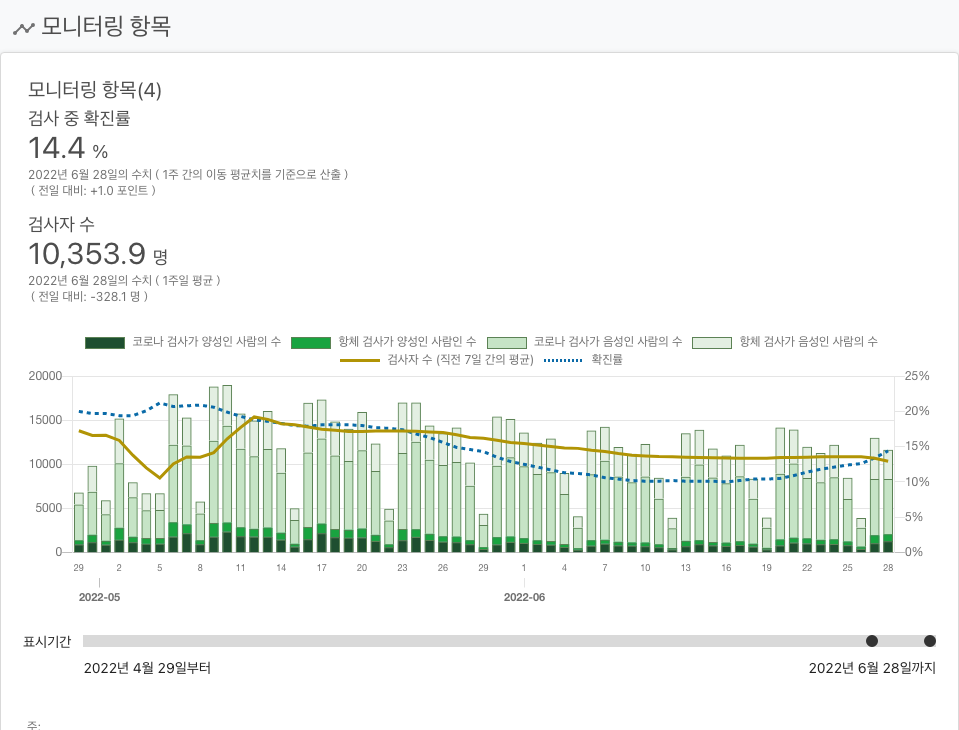 모니터링 항목
모니터링 항목(4)
검사 중 확진률
14.4 %
2022년 6월 28일의 수치 ( 1주 간의 이동 평균치를 기준으로 산출 )
( 전일 대비: +1.0 포인트 )
검사자 수
10,353.9 명
2022년 6월 28일의 수치 ( 1주일 평균 )
( 전일 대비: -328.1 명 )
코로나 검사가 양성인 사람의 수 항체 검사가 양성인 사람인 수 코로나 검사가 음성인 사람의 수 항체 검사가 음성인 사람의 수
검사자 수 (직전 7일 간의 평균) 확진률
20000 25%
15000 20%
15%
10000 10%
5000 5%
0 0%
29 2 5 8 11 14 17 20 23 26 29 1 4 7 10 13 16 19 22 25 28
2022-05 2022-06
표시기간
2022년 4월 29일부터 2022년 6월 28일까지
주: